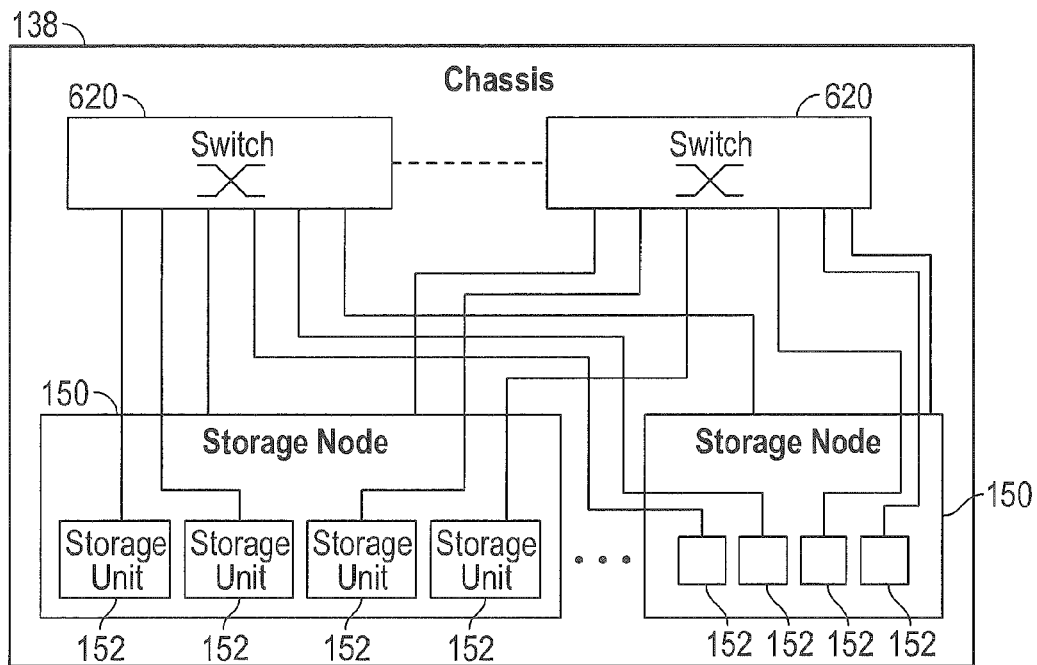 138
Chassis
620
620
Switch
Switch
150
Storage Node
Storage Node
150
Storage
Unit
Storage
Unit
Storage
Unit
Storage
Unit
152
152
152
152
152
152
152
152